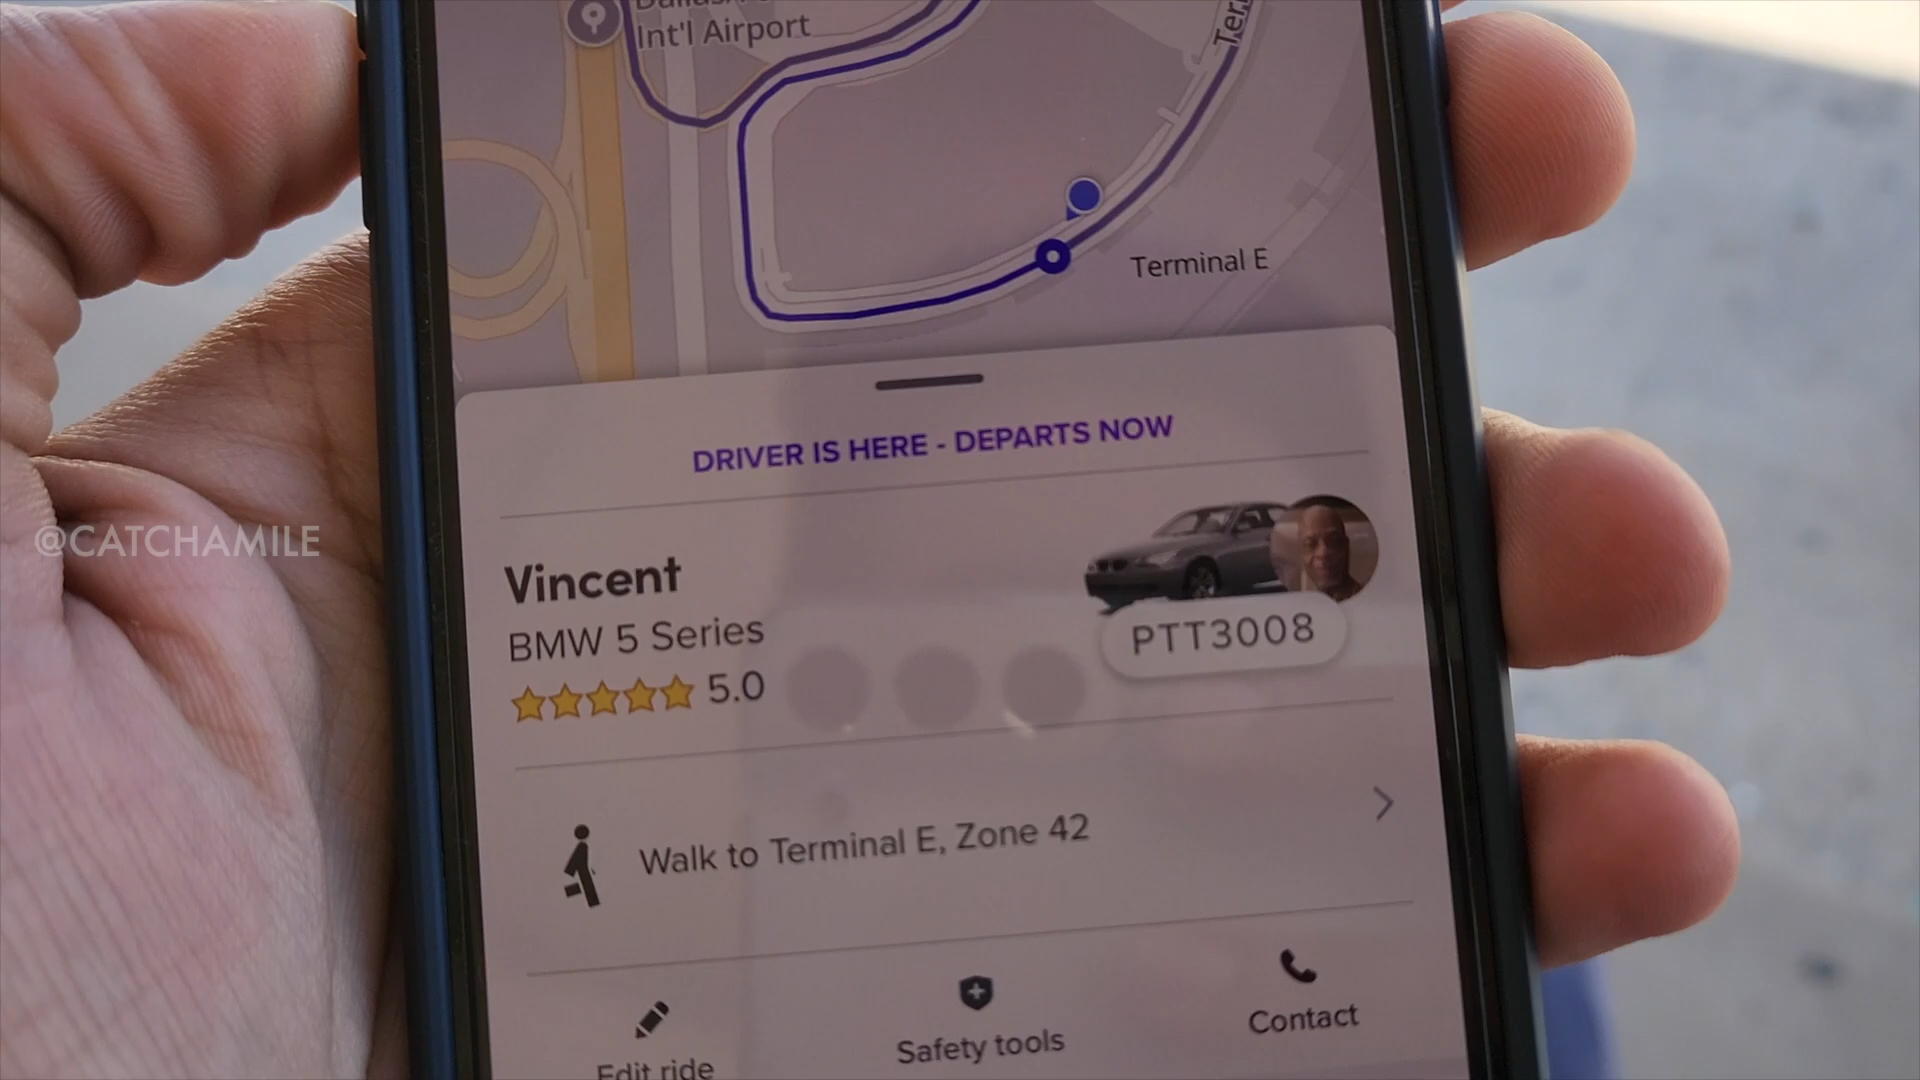 Int'l Airport
Ter
Terminal E
DRIVER IS HERE - DEPARTS NOW
@CATCHAMILE
Vincent
BMW 5 Series
5.0
PTT3008
Walk to Terminal E, Zone 42
Edit ride
Safety tools
Contact